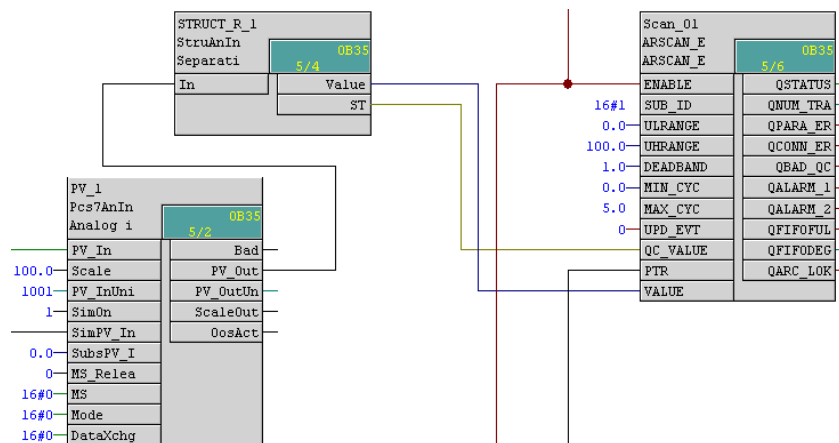 STRUCT_R_1
StruAnIn
Separati
OB35
5/4
In
Value
ST
Scan_01
ARSCAN_E
ARSCAN_E
OB35
5/6
ENABLE
QSTATUS
16#1
SUB_ID
QNUM_TRA
0.0
ULRANGE
QPARA_ER
100.0
UHRANGE
QCONN_ER
1.0
DEADBAND
QBAD_QC
0.0
MIN_CYC
QALARM_1
5.0
MAX_CYC
QALARM_2
0
UPD_EVT
QFIFOFUL
QC_VALUE
QFIFODEG
PTR
QARC_LOK
VALUE
PV_1
Pcs7AnIn
Analog i
OB35
5/2
PV_In
Bad
100.0
Scale
PV_Out
1001
PV_InUni
PV_OutUn
1
SimOn
ScaleOut
SimPV_In
OosAct
0.0
SubsPV_I
0
MS_Relea
16#0
MS
16#0
Mode
16#0
DataXchg